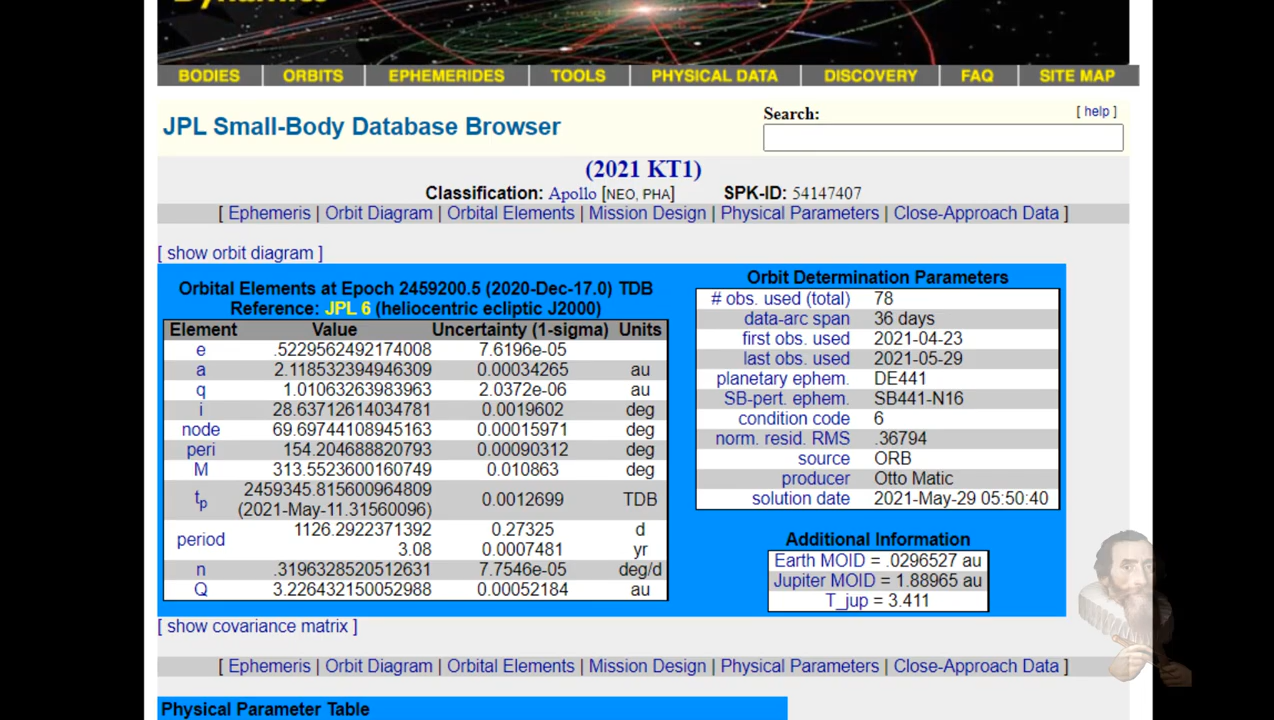 Dynamics
BODIES ORBITS EPHEMERIDES TOOLS PHYSICAL DATA DISCOVERY FAQ SITE MAP
JPL Small-Body Database Browser
Search:
[ help ]
(2021 KT1)
Classification: Apollo [NEO, PHA] SPK-ID: 54147407
[ Ephemeris | Orbit Diagram | Orbital Elements | Mission Design | Physical Parameters | Close-Approach Data ]
[ show orbit diagram ]
Orbital Elements at Epoch 2459200.5 (2020-Dec-17.0) TDB
Reference: JPL 6 (heliocentric ecliptic J2000)
Element Value Uncertainty (1-sigma) Units
e .5229562492174008 7.6196e-05
a 2.118532394946309 0.00034265 au
q 1.01063263983963 2.0372e-06 au
i 28.63712614034781 0.0019602 deg
node 69.69744108945163 0.00015971 deg
peri 154.204688820793 0.00090312 deg
M 313.5523600160749 0.010863 deg
tp 2459345.815600964809 0.0012699 TDB
(2021-May-11.31560096)
period 1126.2922371392 0.27325 d
3.08 0.0007481 yr
n .3196328520512631 7.7546e-05 deg/d
Q 3.226432150052988 0.00052184 au
Orbit Determination Parameters
# obs. used (total) 78
data-arc span 36 days
first obs. used 2021-04-23
last obs. used 2021-05-29
planetary ephem. DE441
SB-pert. ephem. SB441-N16
condition code 6
norm. resid. RMS .36794
source ORB
producer Otto Matic
solution date 2021-May-29 05:50:40
Additional Information
Earth MOID = .0296527 au
Jupiter MOID = 1.88965 au
T_jup = 3.411
[ show covariance matrix ]
[ Ephemeris | Orbit Diagram | Orbital Elements | Mission Design | Physical Parameters | Close-Approach Data ]
Physical Parameter Table